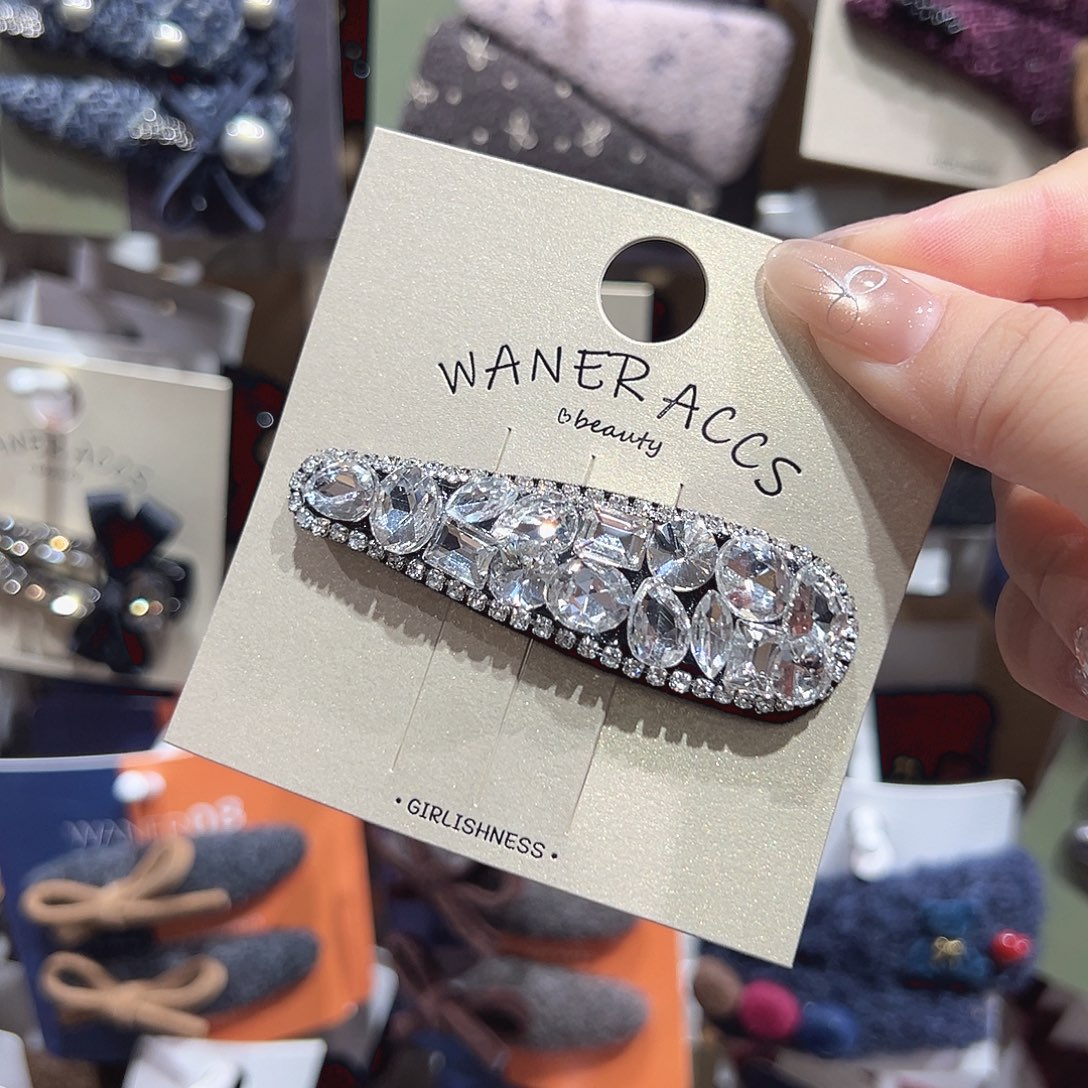 WANER ACCS
beauty
• GIRLISHNESS •